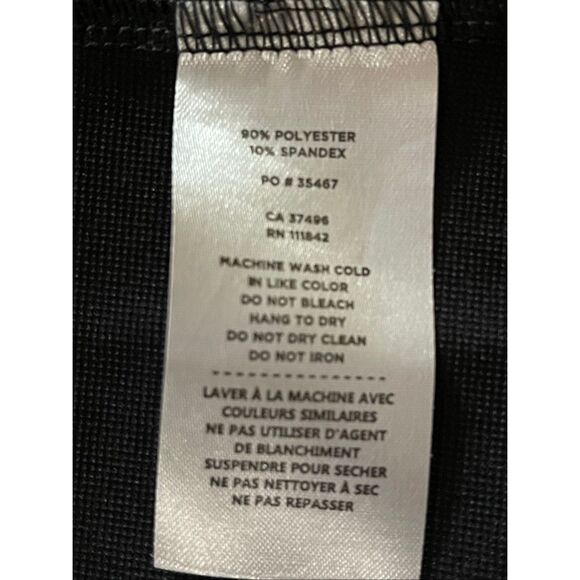 90% POLYESTER
10% SPANDEX
PO # 35467
CA 37496
RN 111842
MACHINE WASH COLD
IN LIKE COLOR
DO NOT BLEACH
HANG TO DRY
DO NOT DRY CLEAN
DO NOT IRON
LAVER À LA MACHINE AVEC
COULEURS SIMILAIRES
NE PAS UTILISER D'AGENT
DE BLANCHIMENT
SUSPENDRE POUR SECHER
NE PAS NETTOYER À SEC
NE PAS REPASSER